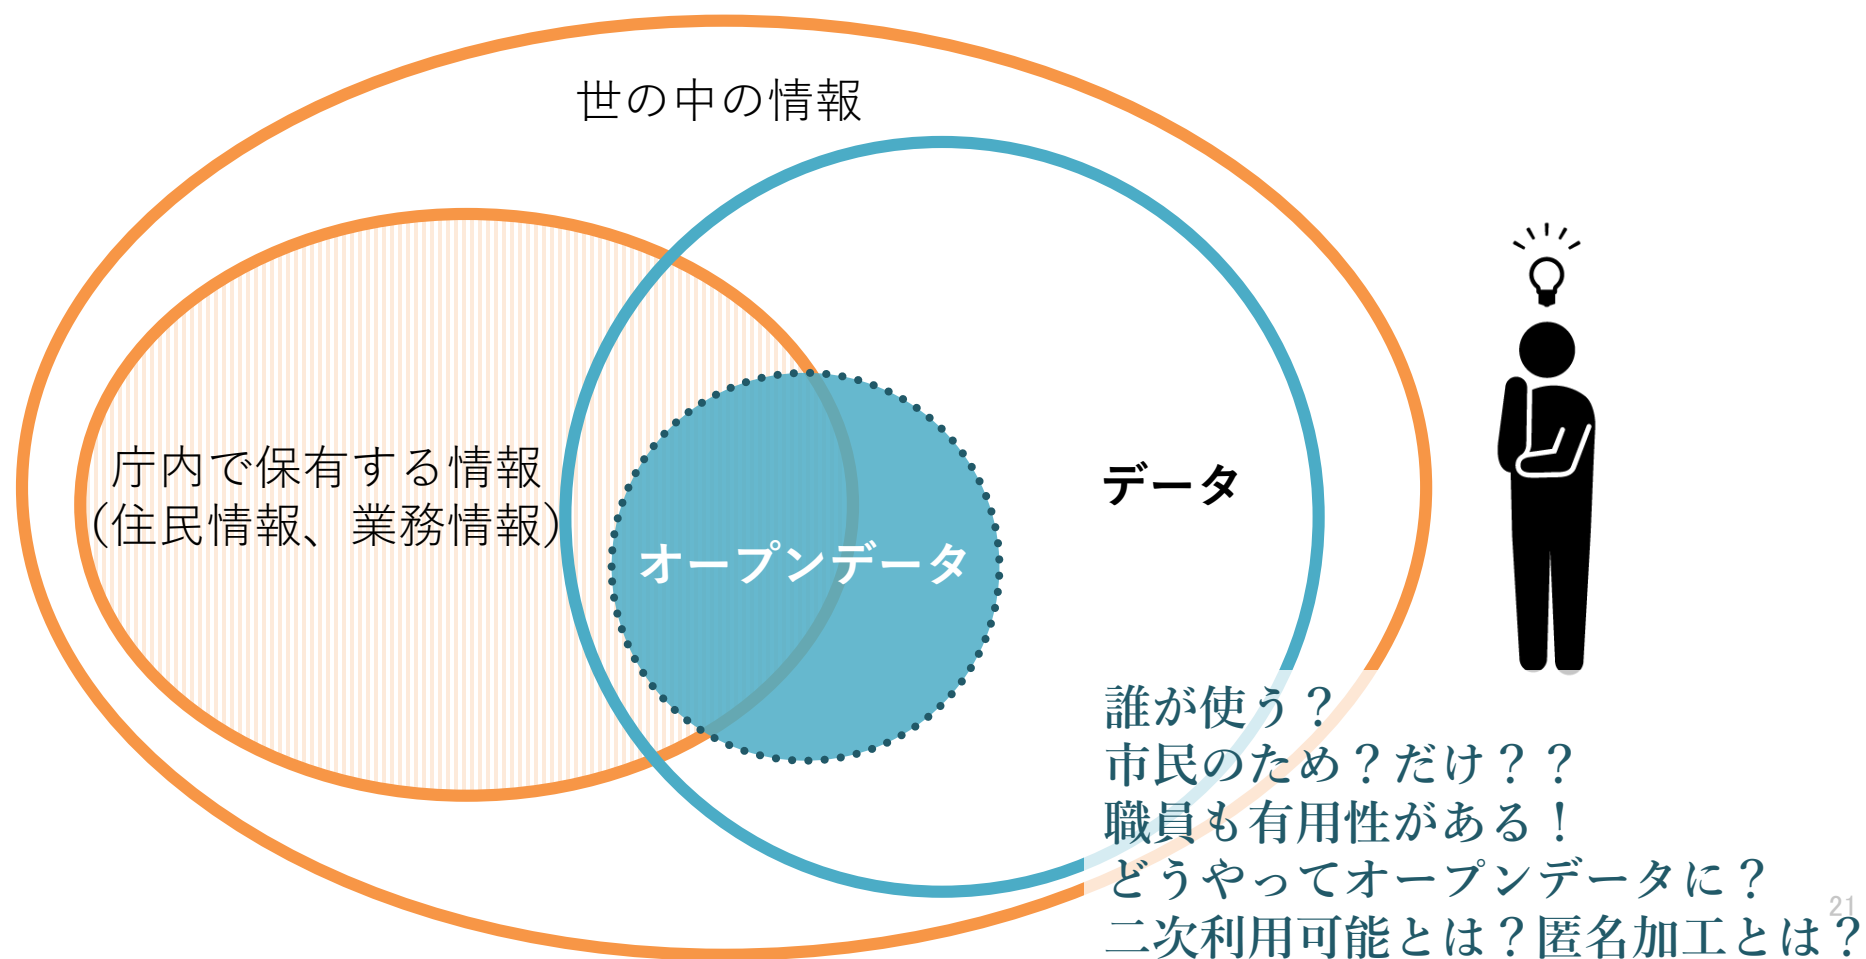 世の中の情報
庁内で保有する情報
（住民情報、業務情報）
データ
オープンデータ
誰が使う？
市民のため？だけ？？
職員も有用性がある！
どうやってオープンデータに？
二次利用可能とは？匿名加工とは？
21